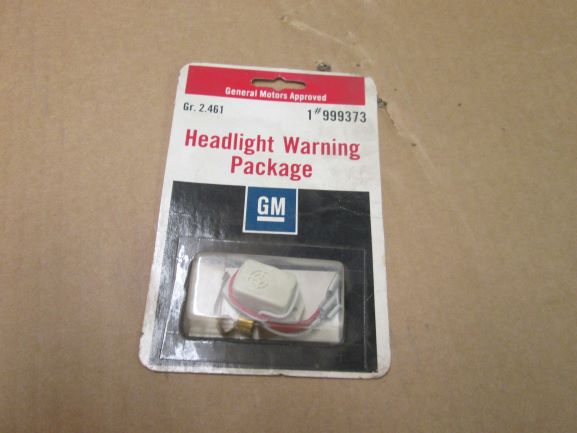 General Motors Approved
Gr. 2.461
1#999373
Headlight Warning
Package
GM